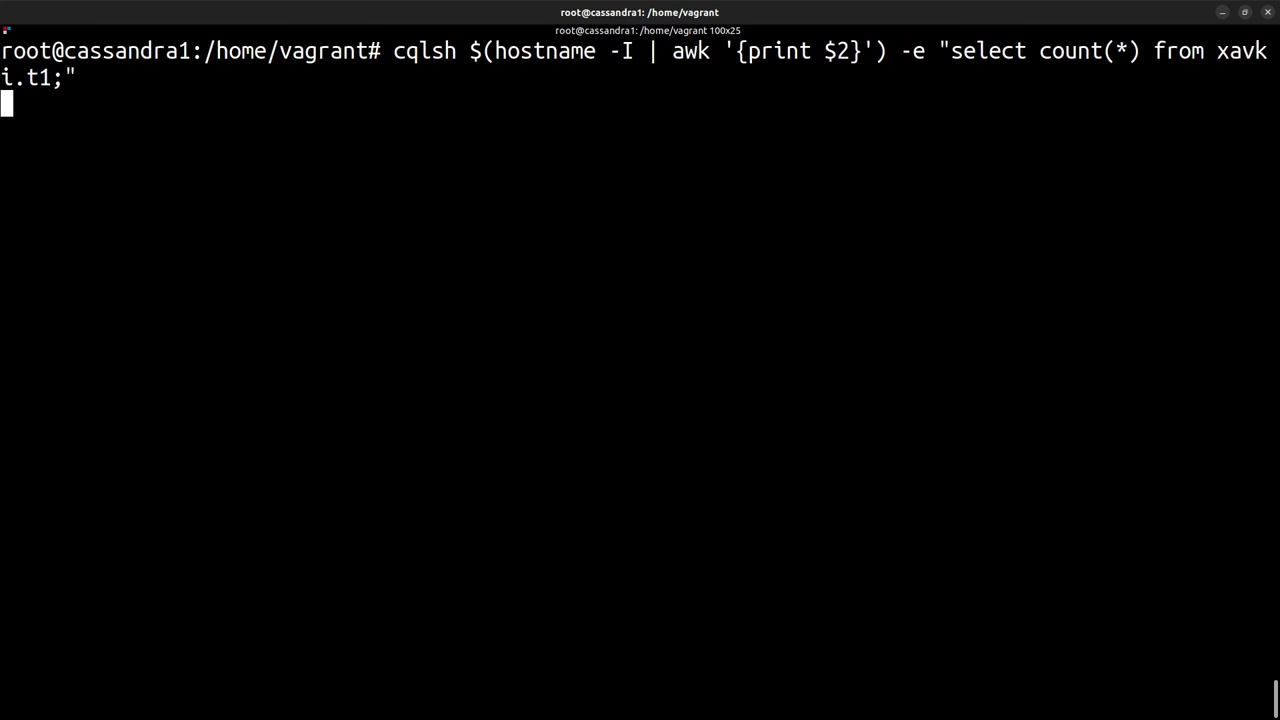 root@cassandra1: /home/vagrant
root@cassandra1: /home/vagrant 100x25
root@cassandra1:/home/vagrant# cqlsh $(hostname -I | awk '{print $2}') -e "select count(*) from xavk
i.t1;"